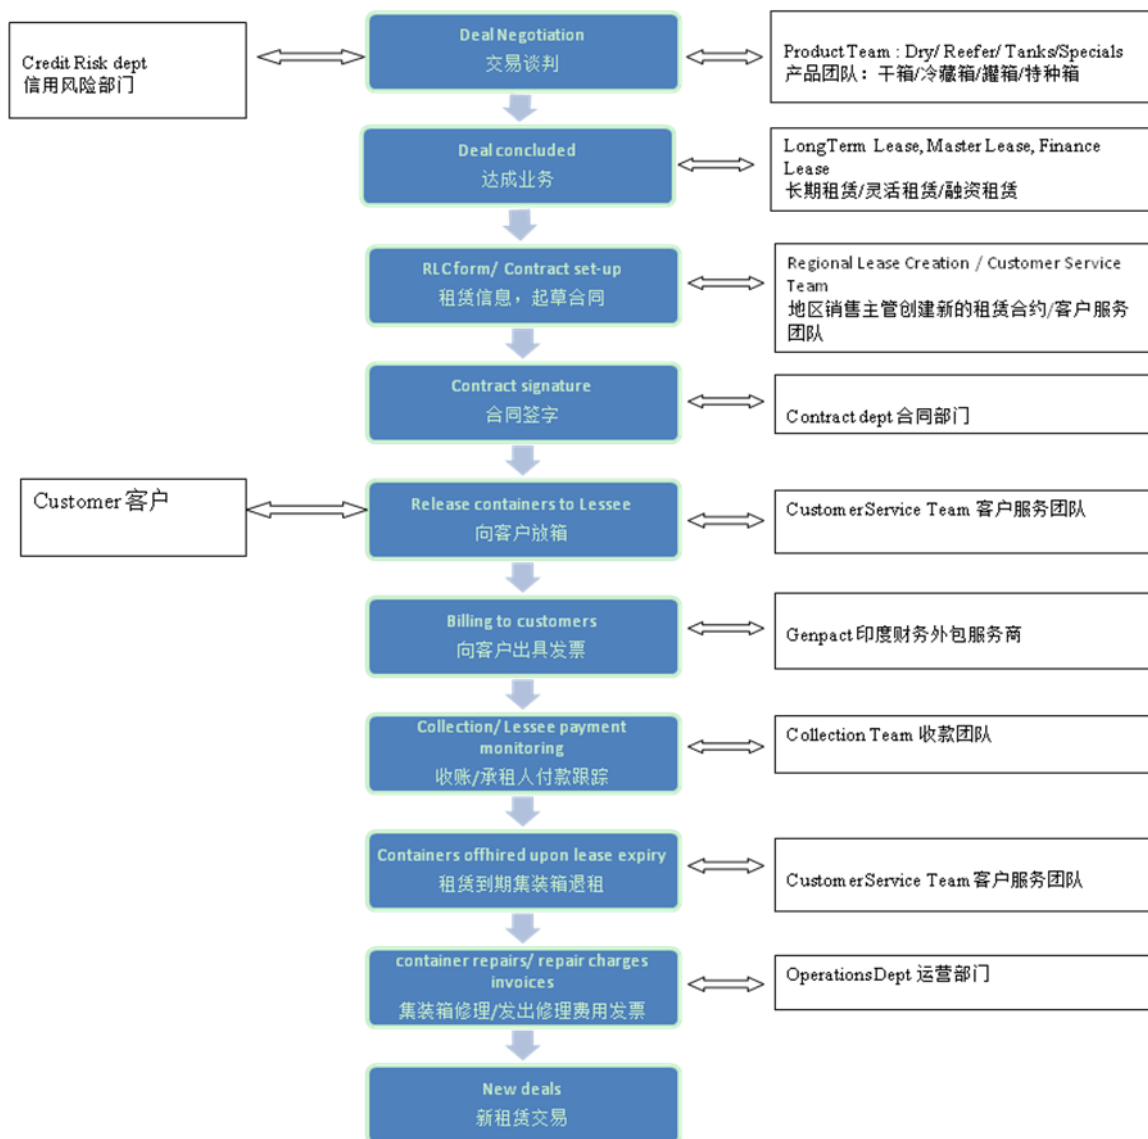 Deal Negotiation
交易谈判
Credit Risk dept
信用风险部门
Product Team : Dry/ Reefer/ Tanks/Specials
产品团队：干箱/冷藏箱/罐箱/特种箱
Deal concluded
达成业务
LongTerm Lease, Master Lease, Finance
Lease
长期租赁/灵活租赁/融资租赁
RLC form/ Contract set-up
租赁信息，起草合同
Regional Lease Creation / Customer Service
Team
地区销售主管创建新的租赁合约/客户服务
团队
Contract signature
合同签字
Contract dept 合同部门
Customer 客户
Release containers to Lessee
向客户放箱
CustomerService Team 客户服务团队
Billing to customers
向客户出具发票
Genpact 印度财务外包服务商
Collection/ Lessee payment
monitoring
收账/承租人付款跟踪
Collection Team 收款团队
Containers offhired upon lease expiry
租赁到期集装箱退租
CustomerService Team 客户服务团队
container repairs/ repair charges
invoices
集装箱修理/发出修理费用发票
OperationsDept 运营部门
New deals
新租赁交易